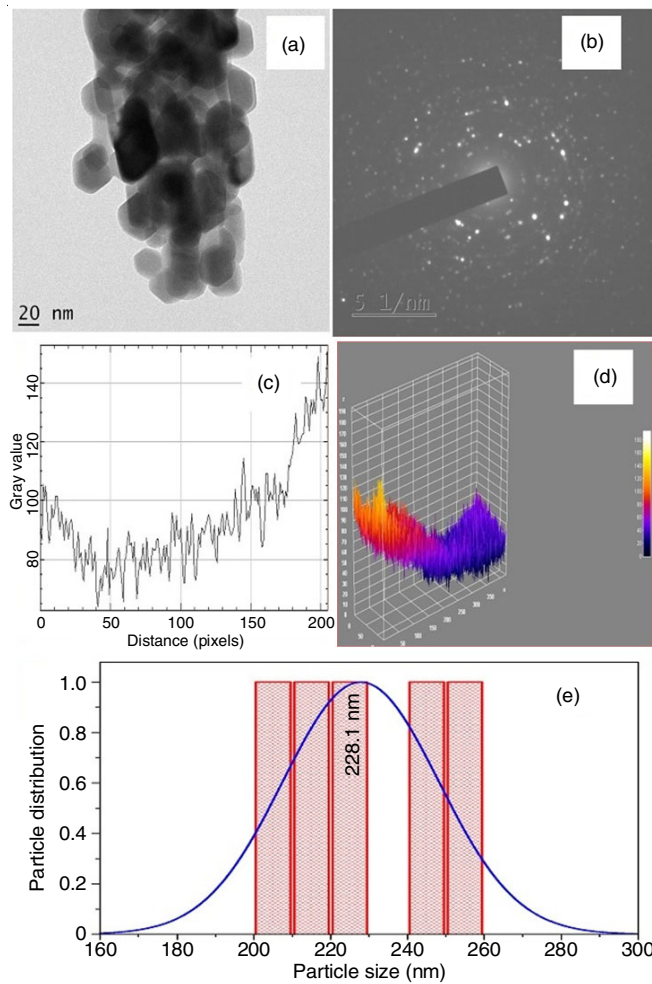 (a)
20 nm
(b)
5 1/nm
(c)
Gray value
140
120
100
80
0 50 100 150 200
Distance (pixels)
(d)
(e)
Particle distribution
1.0
0.8
0.6
0.4
0.2
0
228.1 nm
160 180 200 220 240 260 280 300
Particle size (nm)